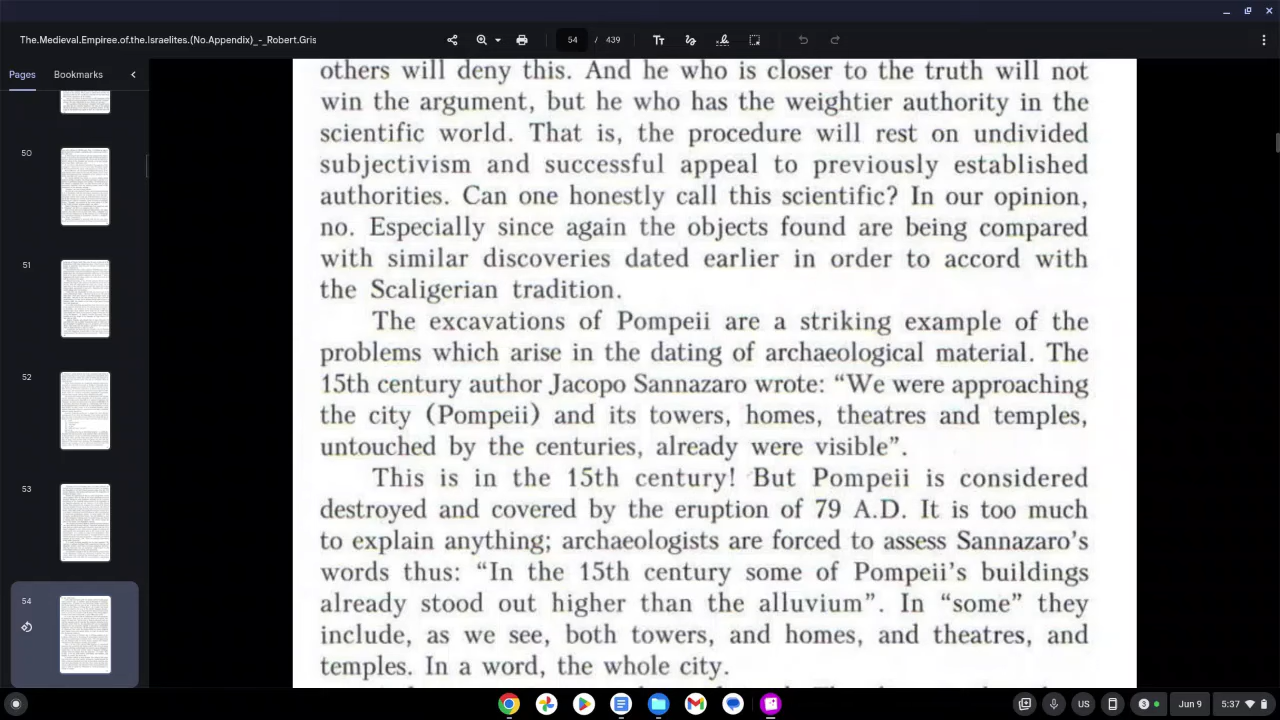 The.Medieval.Empiree.of.the.Israelites.(No.Appendix)_-_Robert.Gris
54 / 439
Pages
Bookmarks
50
51
52
53
54
others will deny this. And he who is closer to the truth will not
win the argument, but he who has the weightier authority in the
scientific world. That is, the procedure will rest on undivided
subjectivism and successful appeal to previously established
authorities. Can one honestly call this scientific? In our opinion,
no. Especially since again the objects found are being compared
with similar discoveries dated earlier in order to accord with
the Scaligerian tradition.
The excavations of Pompeii are a striking example of the
problems which arise in the dating of archaeological material. The
15th century author Jacopo Sannazaro wrote: “We were approaching
the city (Pompeii), and its towers, homes, theatres and temples,
untouched by the centuries, already were visible”.
This is in the 15th century! But Pompeii is considered
destroyed and covered by the eruption of 79 A.D. It is too much
to explain anything; archaeologists are forced to assess Sannazaro’s
words thus: “In the 15th century some of Pompeii’s buildings
already stood out higher than the alluvium” In “some” they
include, as we see, both towers, and homes, and theatres, and
temples. In a word, the whole city.
US
3
Jun 9
5:37